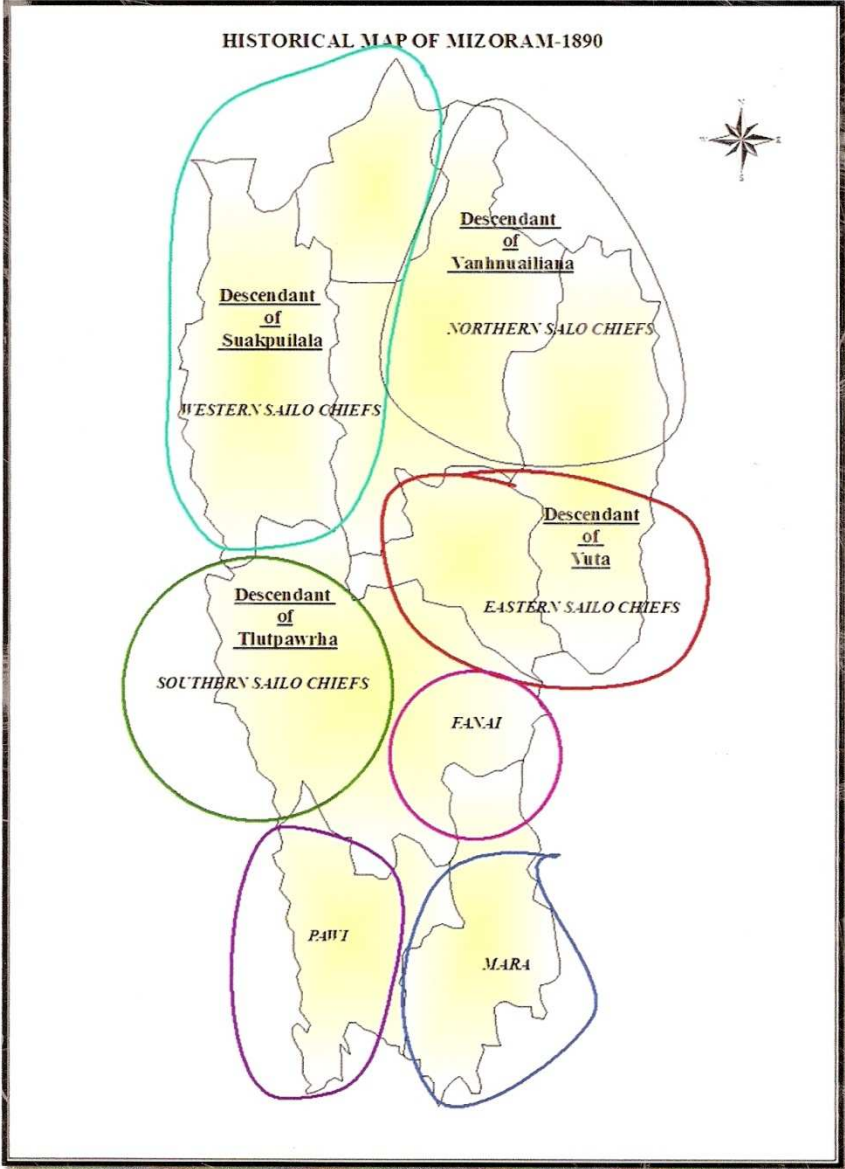 HISTORICAL MAP OF MIZORAM-1890
N
W E
S
Descendant
of
Vanhnuailiana
NORTHERN SALO CHIEFS
Descendant
of
Suakpuilala
WESTERN SAILO CHIEFS
Descendant
of
Vuta
EASTERN SAILO CHIEFS
Descendant
of
Tlutpawrha
SOUTHERN SAILO CHIEFS
FANAI
PAWI
MARA